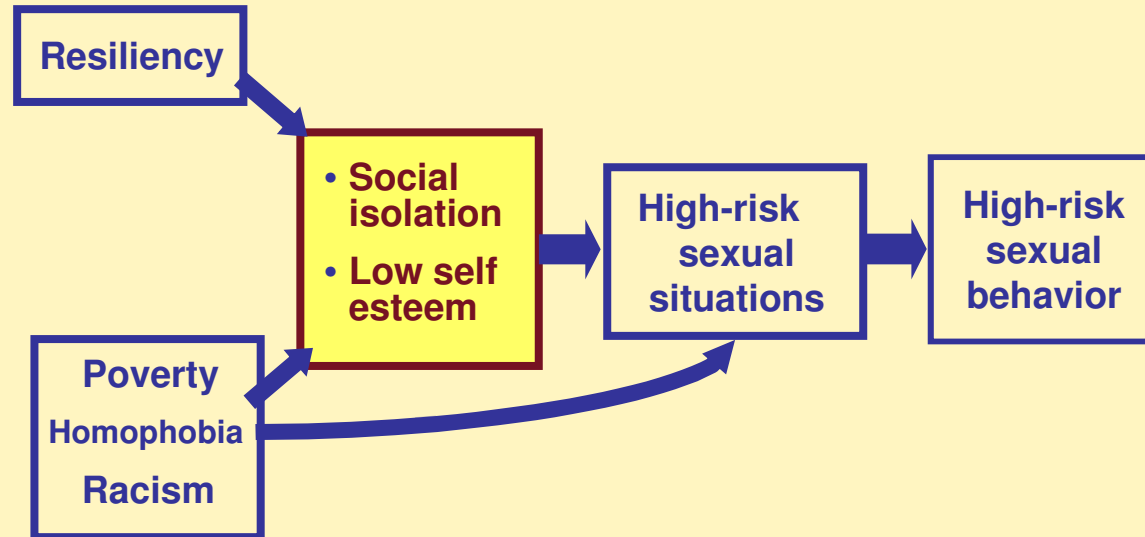 Resiliency
• Social
isolation
• Low self
esteem
High-risk
sexual
situations
High-risk
sexual
behavior
Poverty
Homophobia
Racism